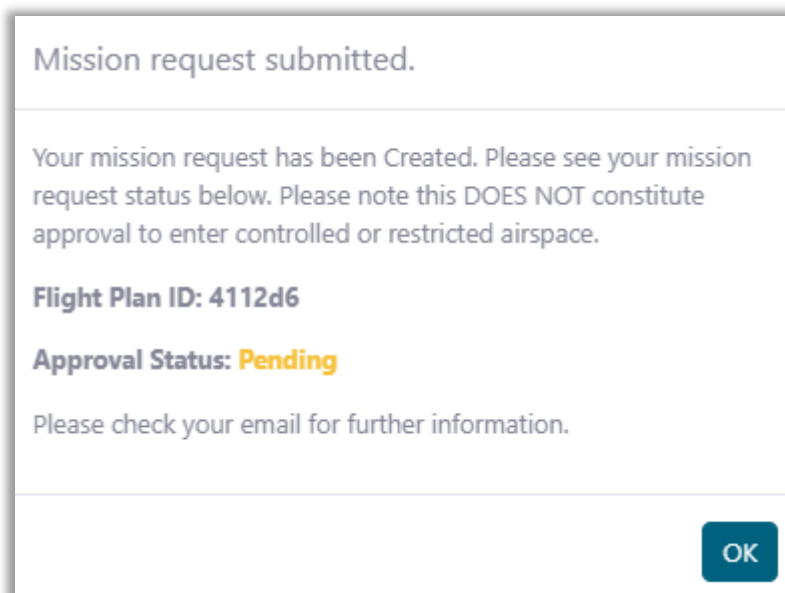 Mission request submitted.
Your mission request has been Created. Please see your mission
request status below. Please note this DOES NOT constitute
approval to enter controlled or restricted airspace.
Flight Plan ID: 4112d6
Approval Status: Pending
Please check your email for further information.
OK